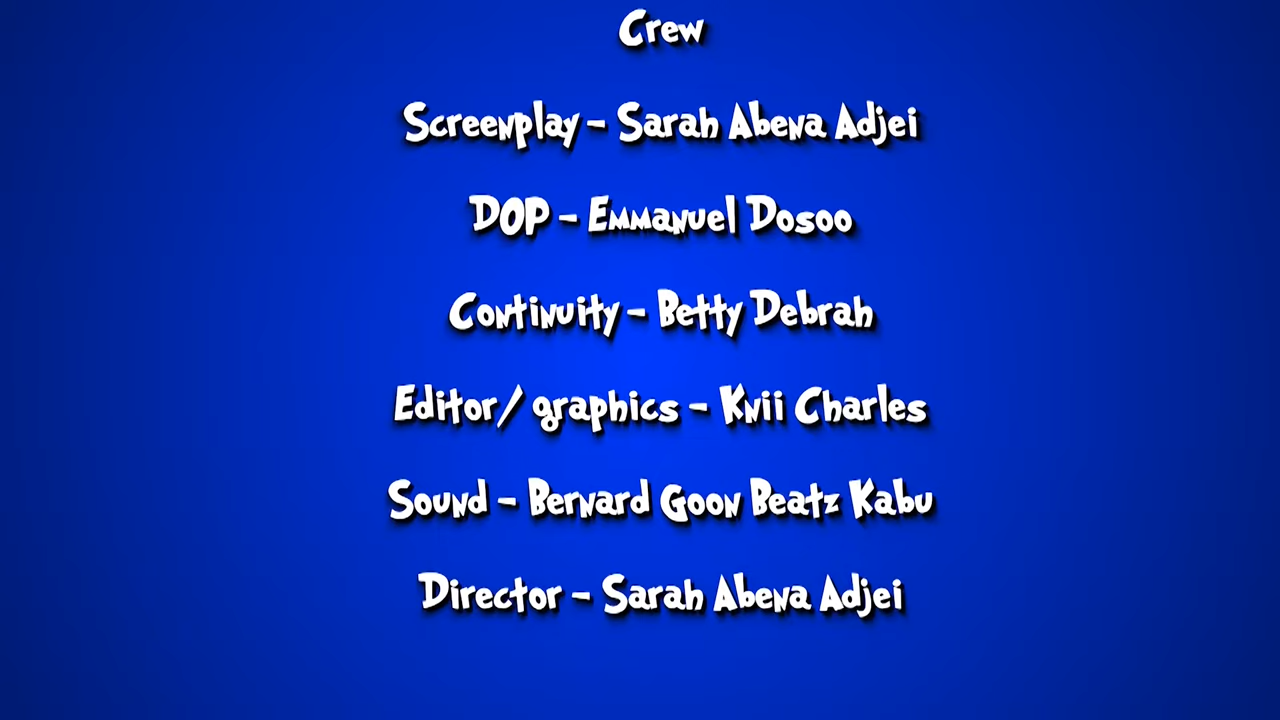 Crew
Screenplay - Sarah Abena Adjei
DOP - Emmanuel Dosoo
Continuity - Betty Debrah
Editor/ graphics - Knii Charles
Sound - Bernard Goon Beatz Kabu
Director - Sarah Abena Adjei